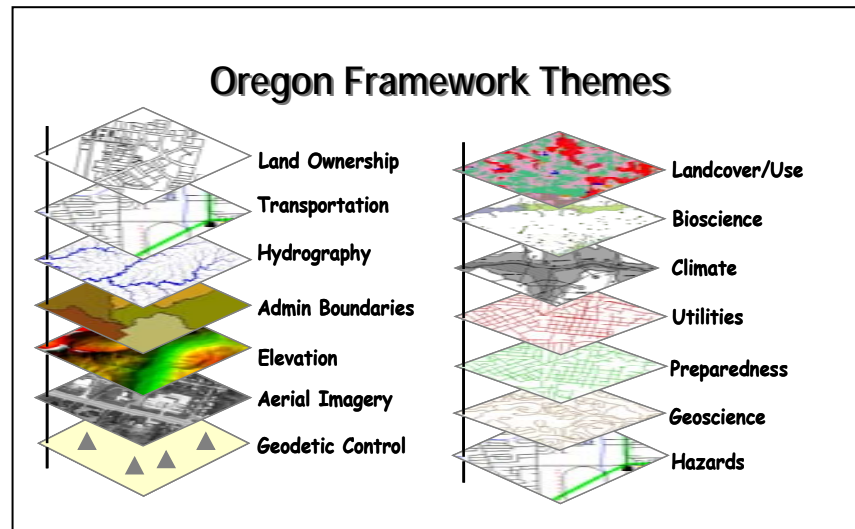 Oregon Framework Themes
Land Ownership
Transportation
Hydrography
Admin Boundaries
Elevation
Aerial Imagery
Geodetic Control
Landcover/Use
Bioscience
Climate
Utilities
Preparedness
Geoscience
Hazards